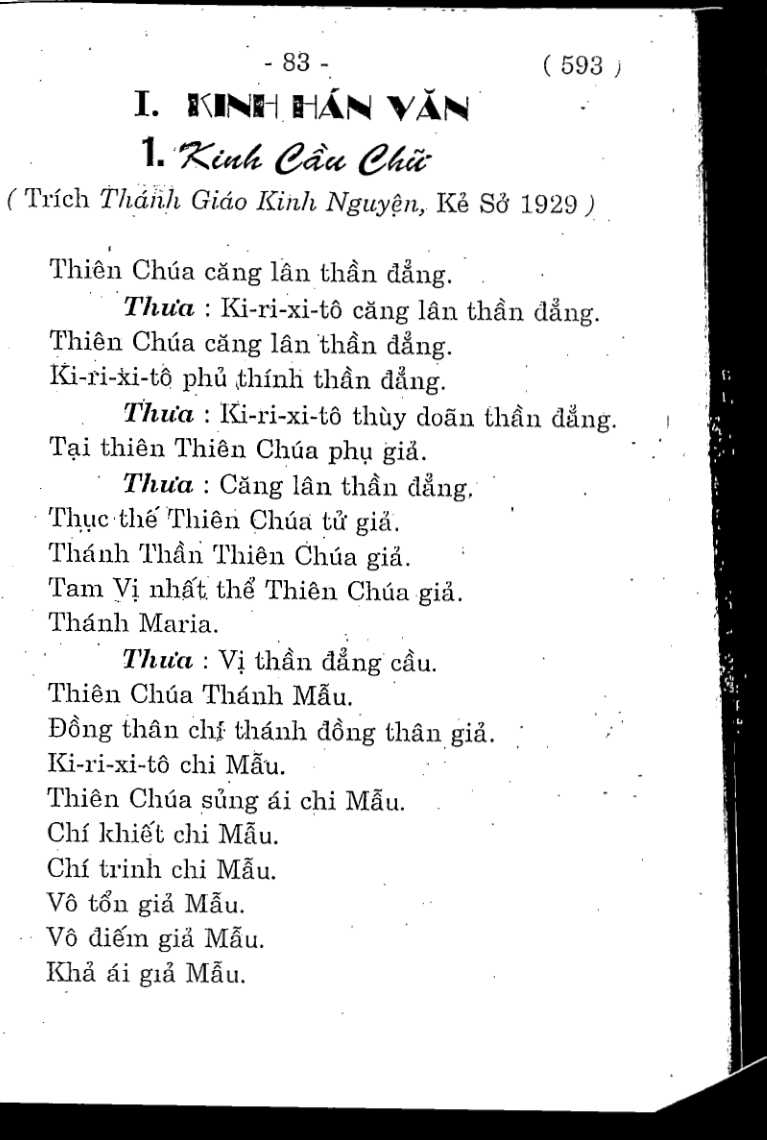 - 83 -
( 593 )
I. KINH HÁN VĂN
1. Kinh Cầu Chữ
( Trích Thánh Giáo Kinh Nguyện, Kẻ Sở 1929 )
Thiên Chúa căng lân thần đẳng.
Thưa : Ki-ri-xi-tô căng lân thần đẳng.
Thiên Chúa căng lân thần đẳng.
Ki-ri-xi-tô phủ thính thần đẳng.
Thưa : Ki-ri-xi-tô thùy doãn thần đẳng.
Tại thiên Thiên Chúa phụ giả.
Thưa : Căng lân thần đẳng.
Thục thế Thiên Chúa tử giả.
Thánh Thần Thiên Chúa giả.
Tam Vị nhất thể Thiên Chúa giả.
Thánh Maria.
Thưa : Vị thần đẳng cầu.
Thiên Chúa Thánh Mẫu.
Đồng thân chí thánh đồng thân giả.
Ki-ri-xi-tô chi Mẫu.
Thiên Chúa sủng ái chi Mẫu.
Chí khiết chi Mẫu.
Chí trinh chi Mẫu.
Vô tổn giả Mẫu.
Vô điếm giả Mẫu.
Khả ái giả Mẫu.